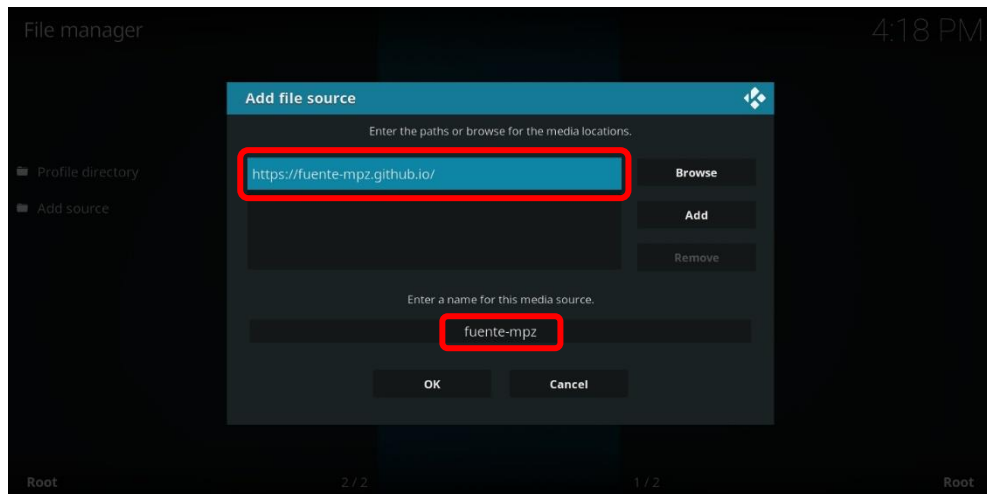 File manager
4:18 PM
Add file source
Enter the paths or browse for the media locations.
Profile directory
https://fuente-mpz.github.io/
Browse
Add source
Add
Remove
Enter a name for this media source.
fuente-mpz
OK
Cancel
Root
2 / 2
1 / 2
Root